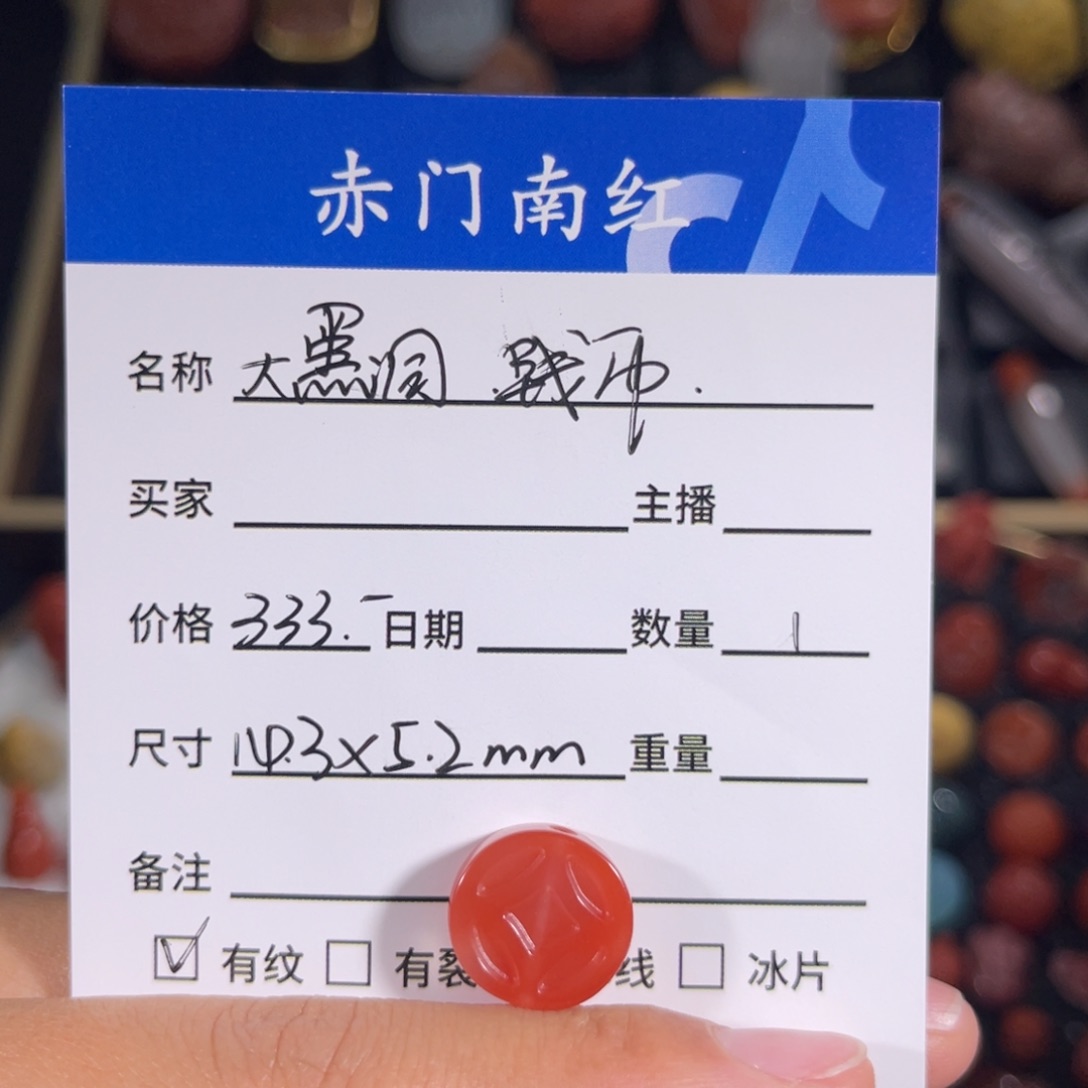 赤门南红
名称 大黑洞 钱币.
买家 主播
价格 333.- 日期 数量 1
尺寸 14.3x5.2mm 重量
备注
☑ 有纹 ☐ 有裂 线 ☐ 冰片